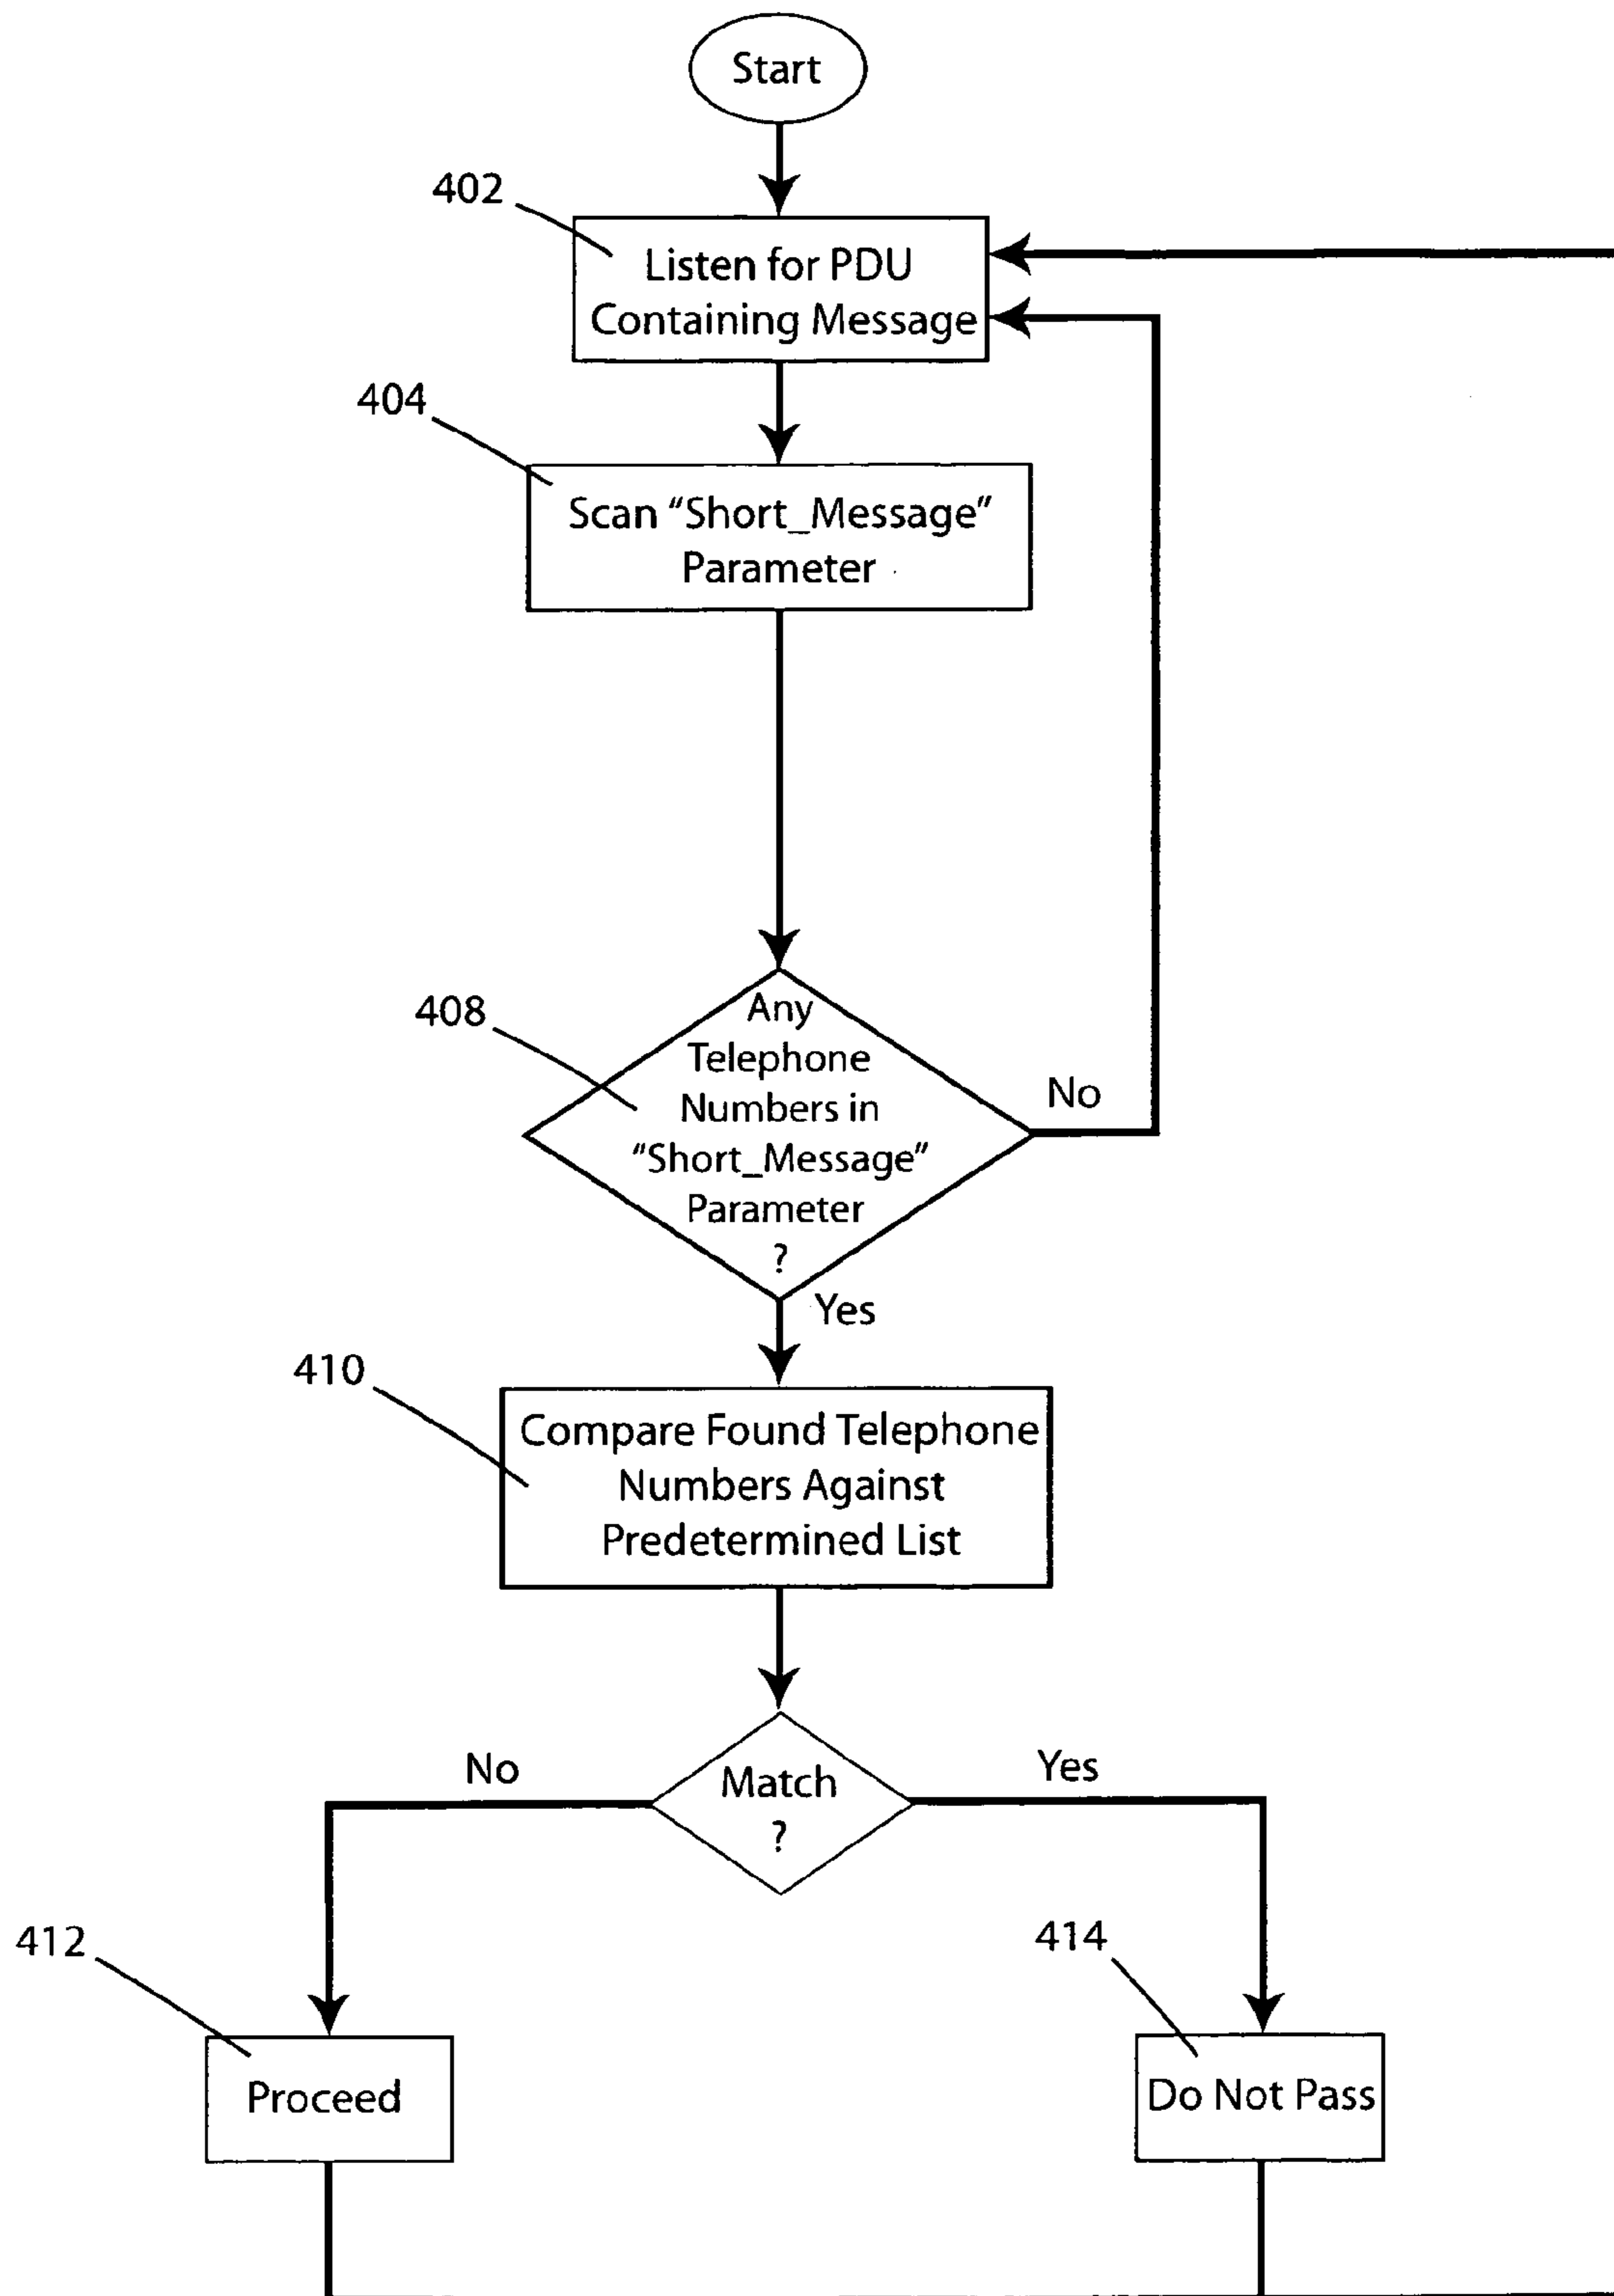 Start
402
Listen for PDU
Containing Message
404
Scan "Short_Message"
Parameter
408
Any
Telephone
Numbers in
"Short_Message"
Parameter
?
No
Yes
410
Compare Found Telephone
Numbers Against
Predetermined List
Match
?
No
Yes
412
Proceed
414
Do Not Pass